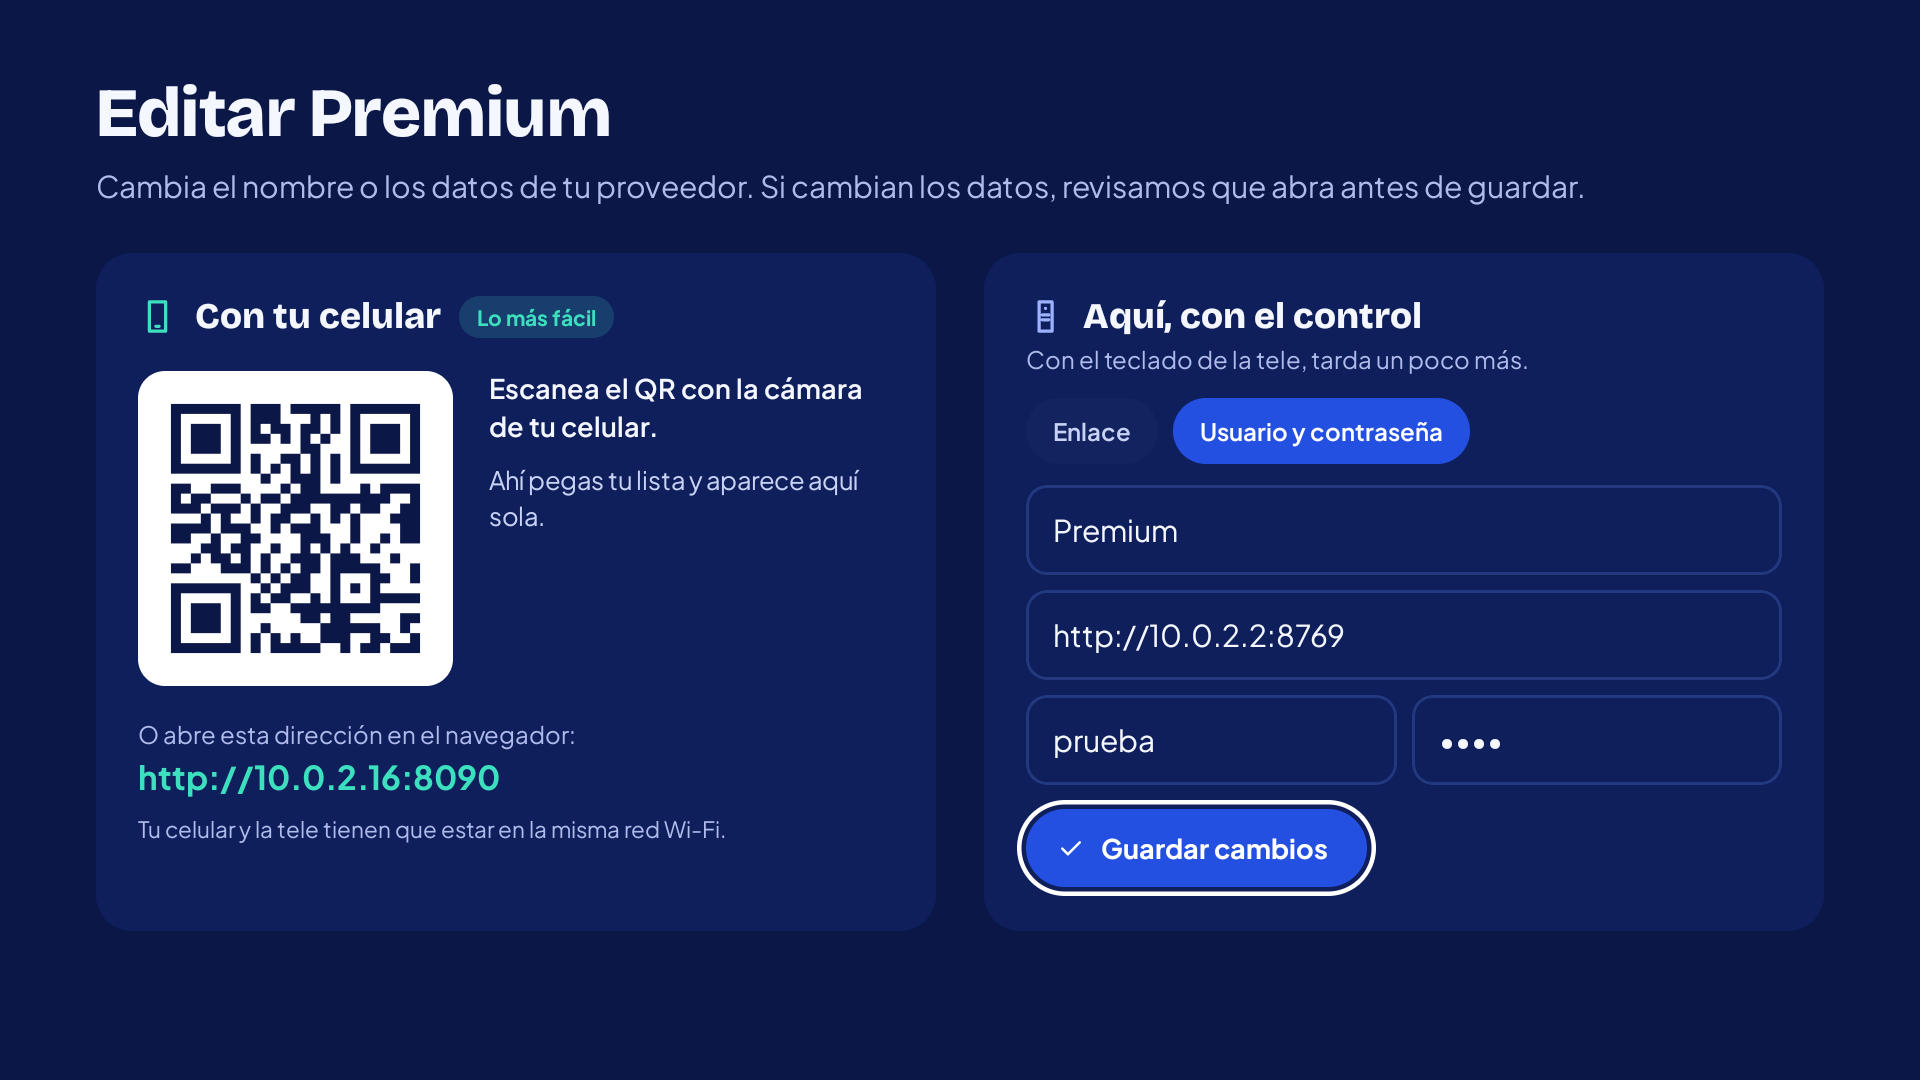 Editar Premium
Cambia el nombre o los datos de tu proveedor. Si cambian los datos, revisamos que abra antes de guardar.
Con tu celular
Lo más fácil
Escanea el QR con la cámara
de tu celular.
Ahí pegas tu lista y aparece aquí
sola.
O abre esta dirección en el navegador:
http://10.0.2.16:8090
Tu celular y la tele tienen que estar en la misma red Wi-Fi.
Aquí, con el control
Con el teclado de la tele, tarda un poco más.
Enlace
Usuario y contraseña
Premium
http://10.0.2.2:8769
prueba
••••
Guardar cambios